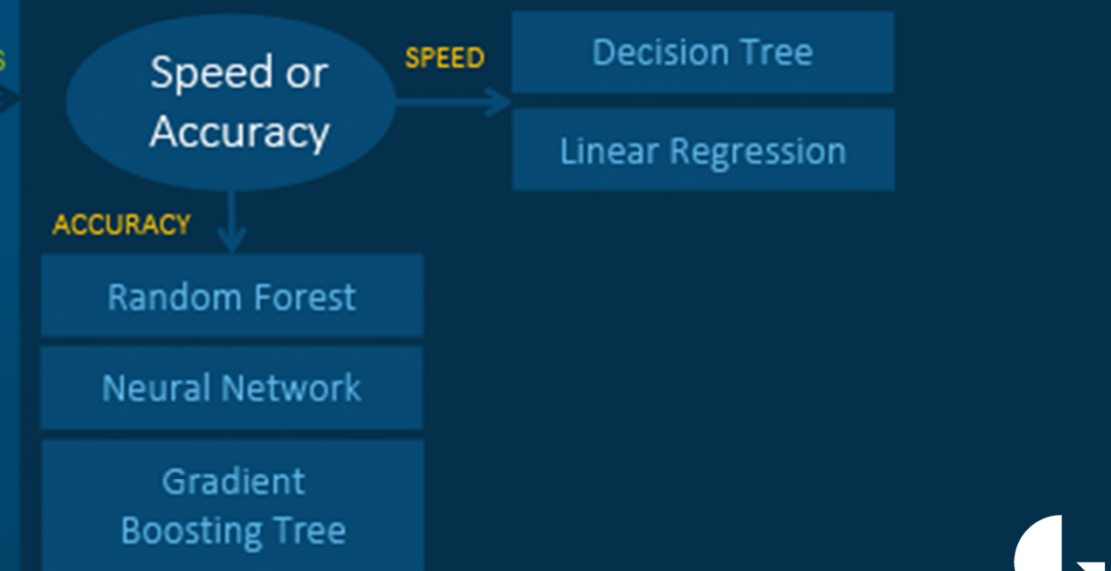 Speed or
Accuracy
SPEED
Decision Tree
Linear Regression
ACCURACY
Random Forest
Neural Network
Gradient
Boosting Tree